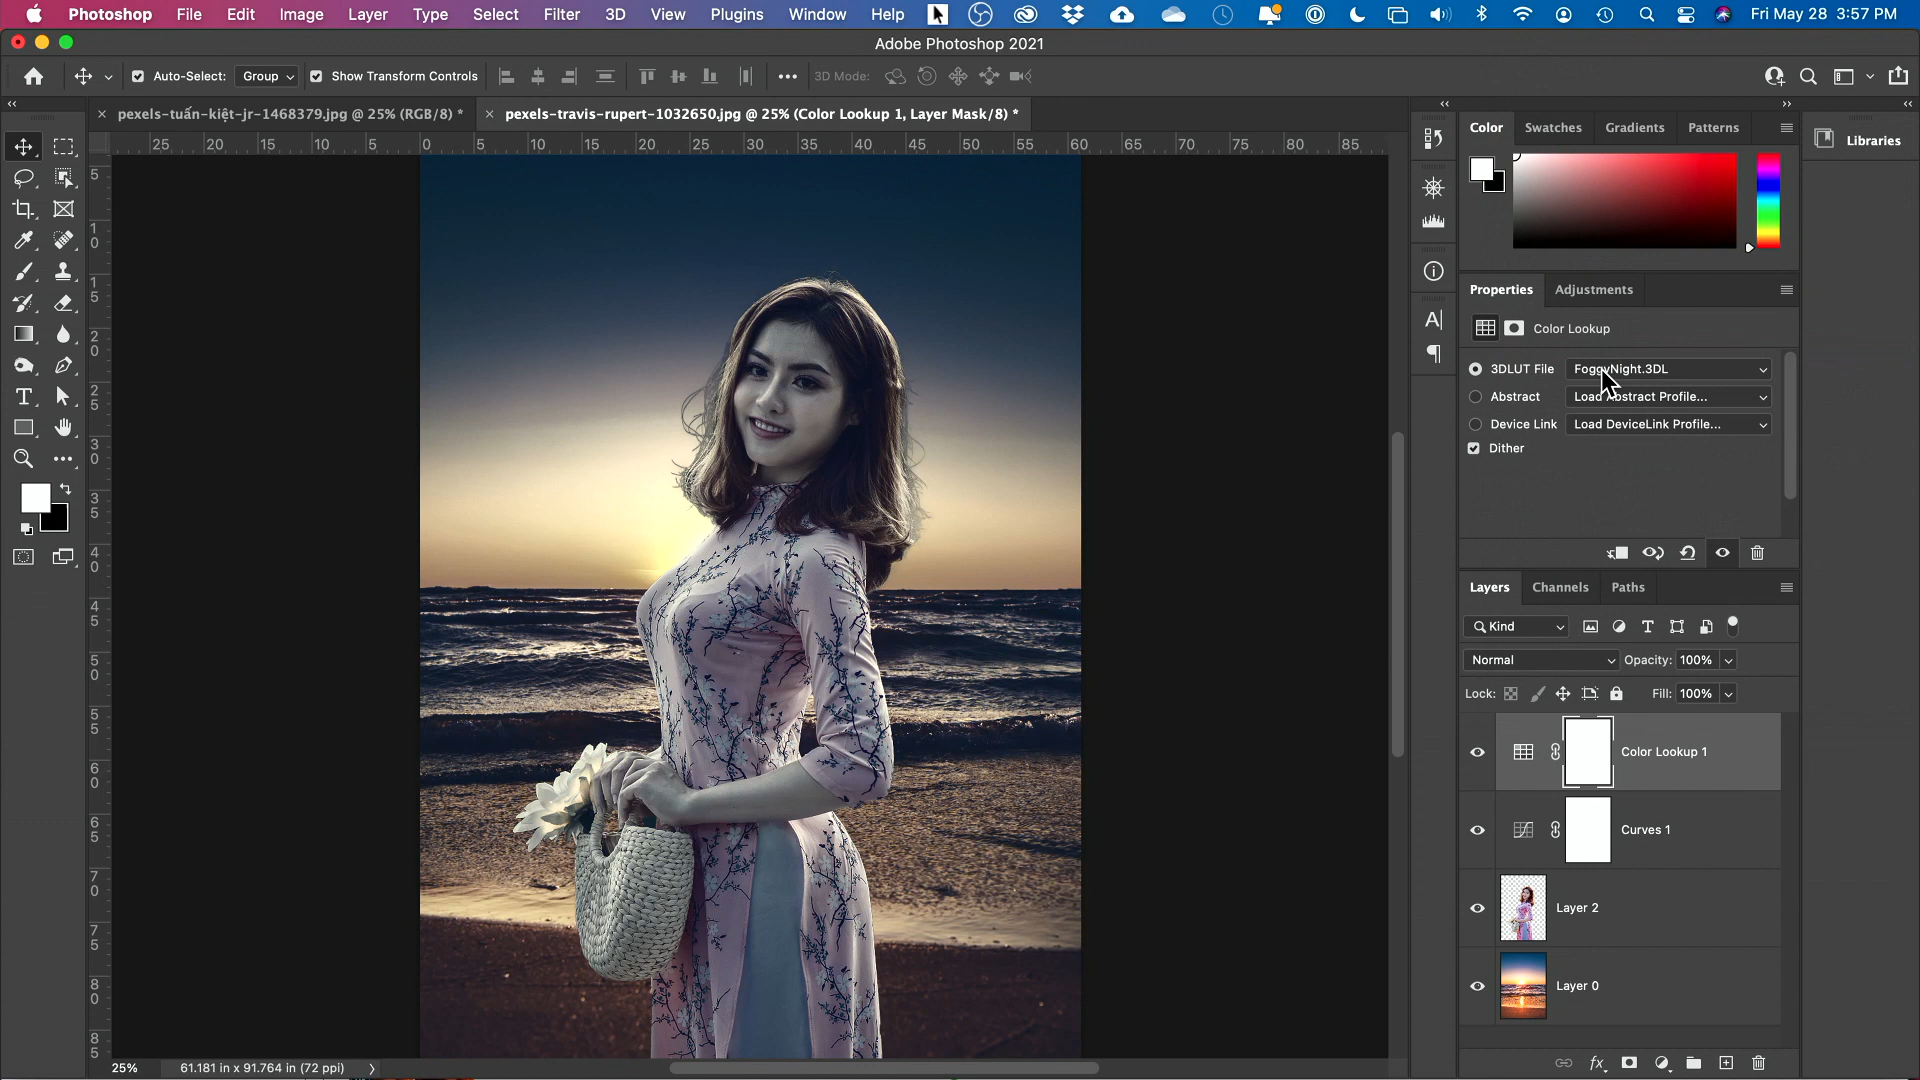 Photoshop File Edit Image Layer Type Select Filter 3D View Plugins Window Help Fri May 28 3:57 PM
Adobe Photoshop 2021
Auto-Select: Group Show Transform Controls 3D Mode:
pexels-tuấn-kiệt-jr-1468379.jpg @ 25% (RGB/8) * pexels-travis-rupert-1032650.jpg @ 25% (Color Lookup 1, Layer Mask/8) *
25 20 15 10 5 0 5 10 15 20 25 30 35 40 45 50 55 60 65 70 75 80 85
5
10
15
20
25
30
35
40
45
50
55
60
65
70
75
80
85
Color Swatches Gradients Patterns
Libraries
Properties Adjustments
Color Lookup
3DLUT File FoggyNight.3DL
Abstract Load Abstract Profile...
Device Link Load DeviceLink Profile...
Dither
Layers Channels Paths
Kind
Normal Opacity: 100%
Lock: Fill: 100%
Color Lookup 1
Curves 1
Layer 2
Layer 0
fx
25% 61.181 in x 91.764 in (72 ppi)